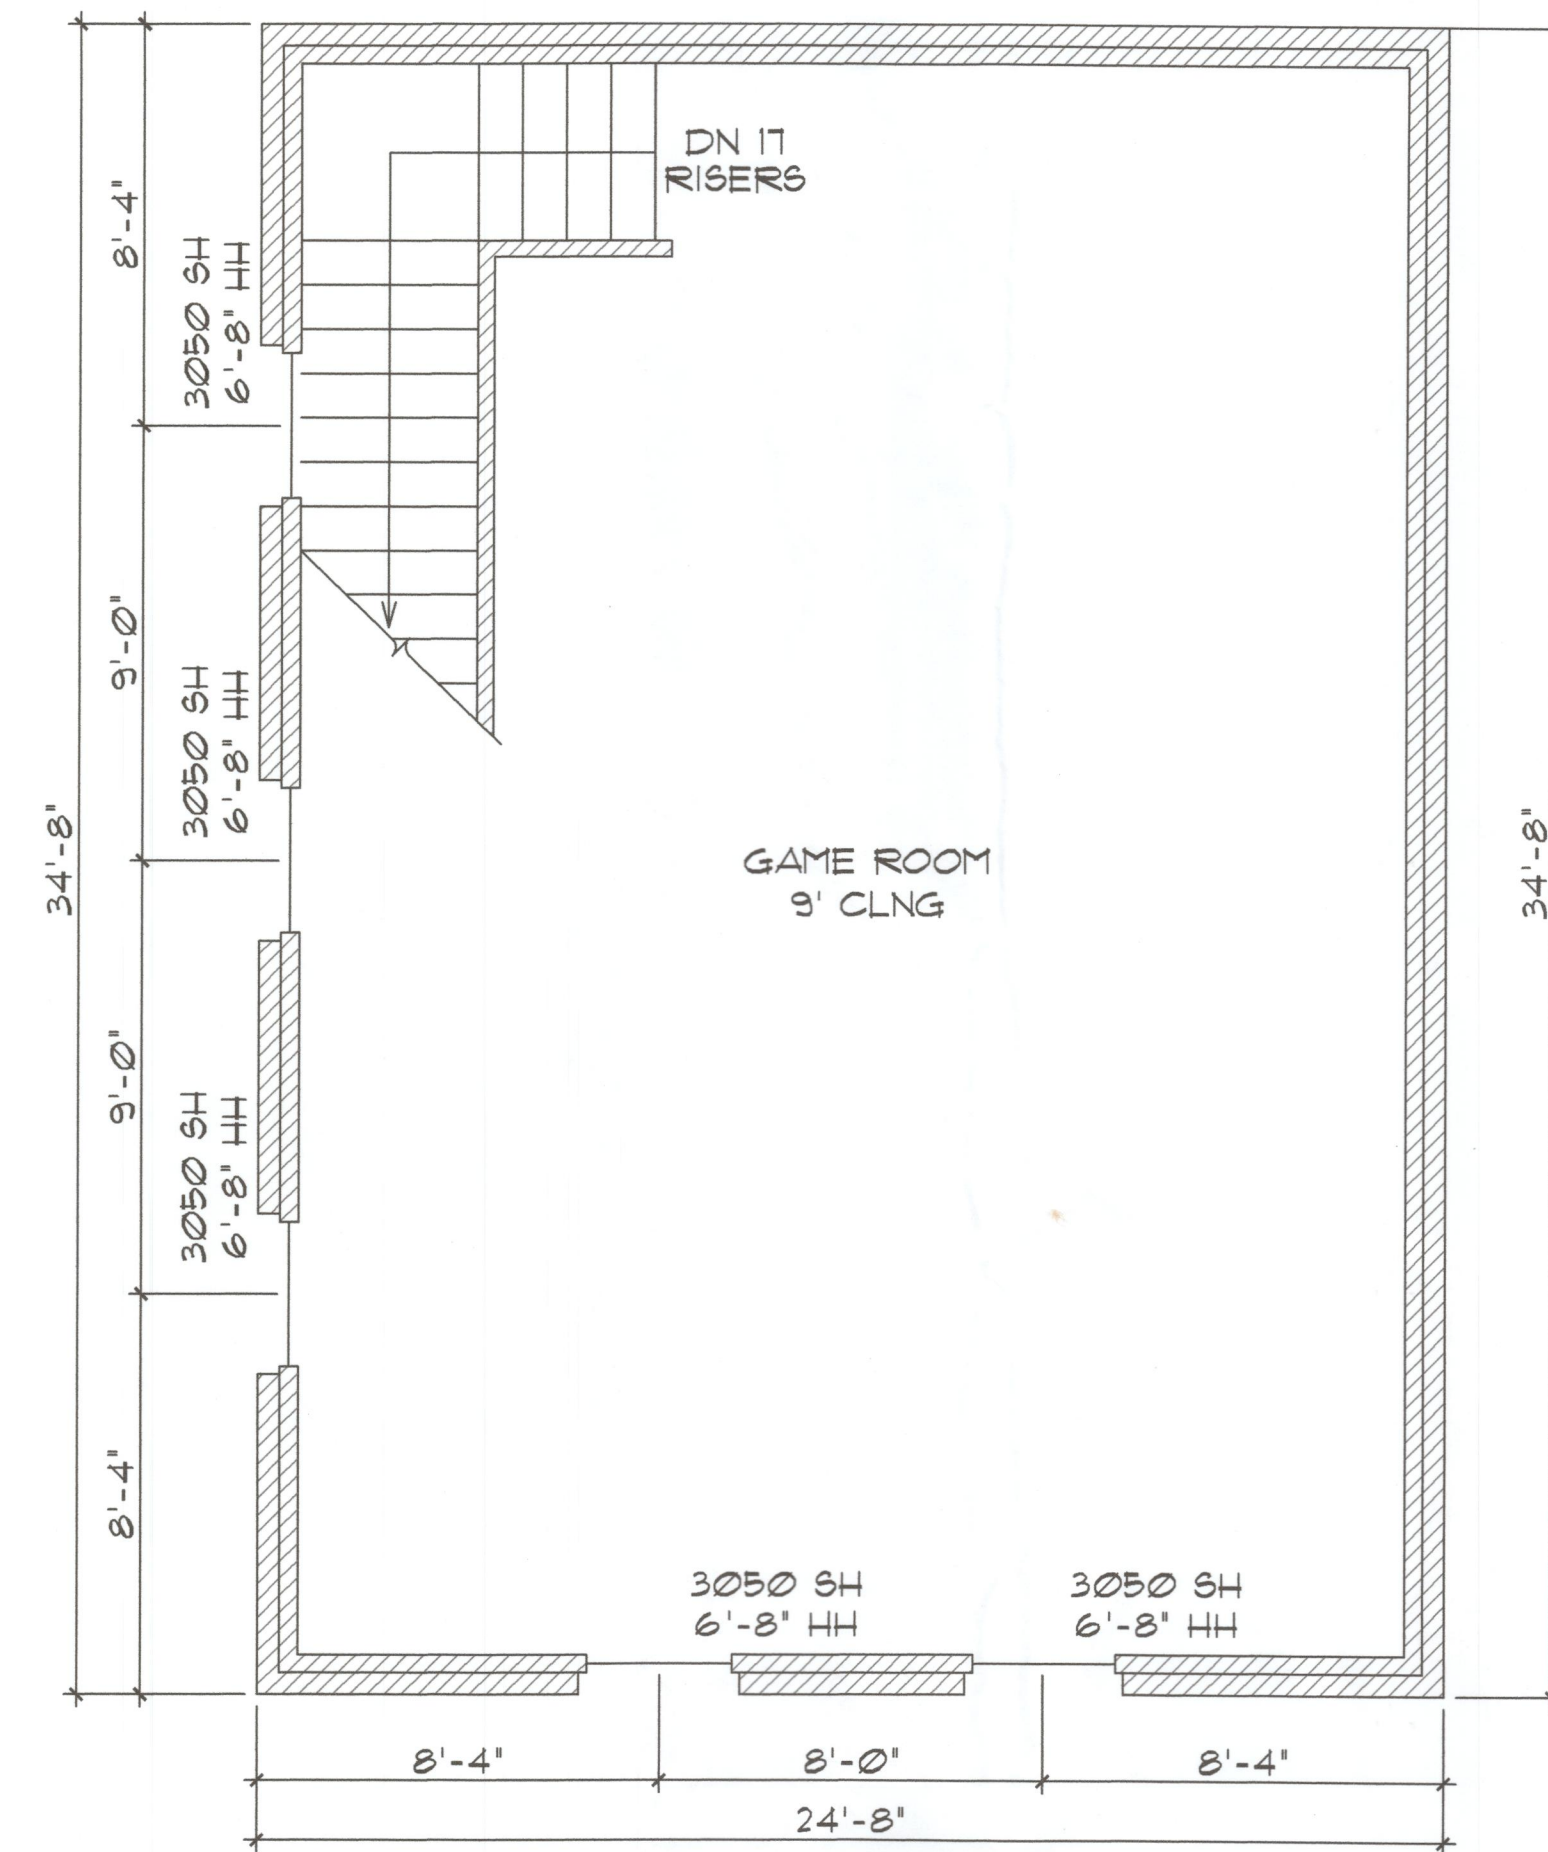 DN 17
RISERS
8'-4"
3050 SH
6'-8" HH
9'-0"
3050 SH
6'-8" HH
34'-8"
GAME ROOM
9' CLNG
34'-8"
9'-0"
3050 SH
6'-8" HH
8'-4"
3050 SH
6'-8" HH
3050 SH
6'-8" HH
8'-4"
8'-0"
8'-4"
24'-8"